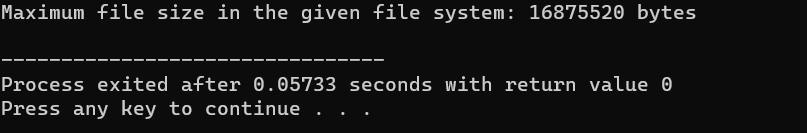 Maximum file size in the given file system: 16875520 bytes
--------------------------------
Process exited after 0.05733 seconds with return value 0
Press any key to continue . . .